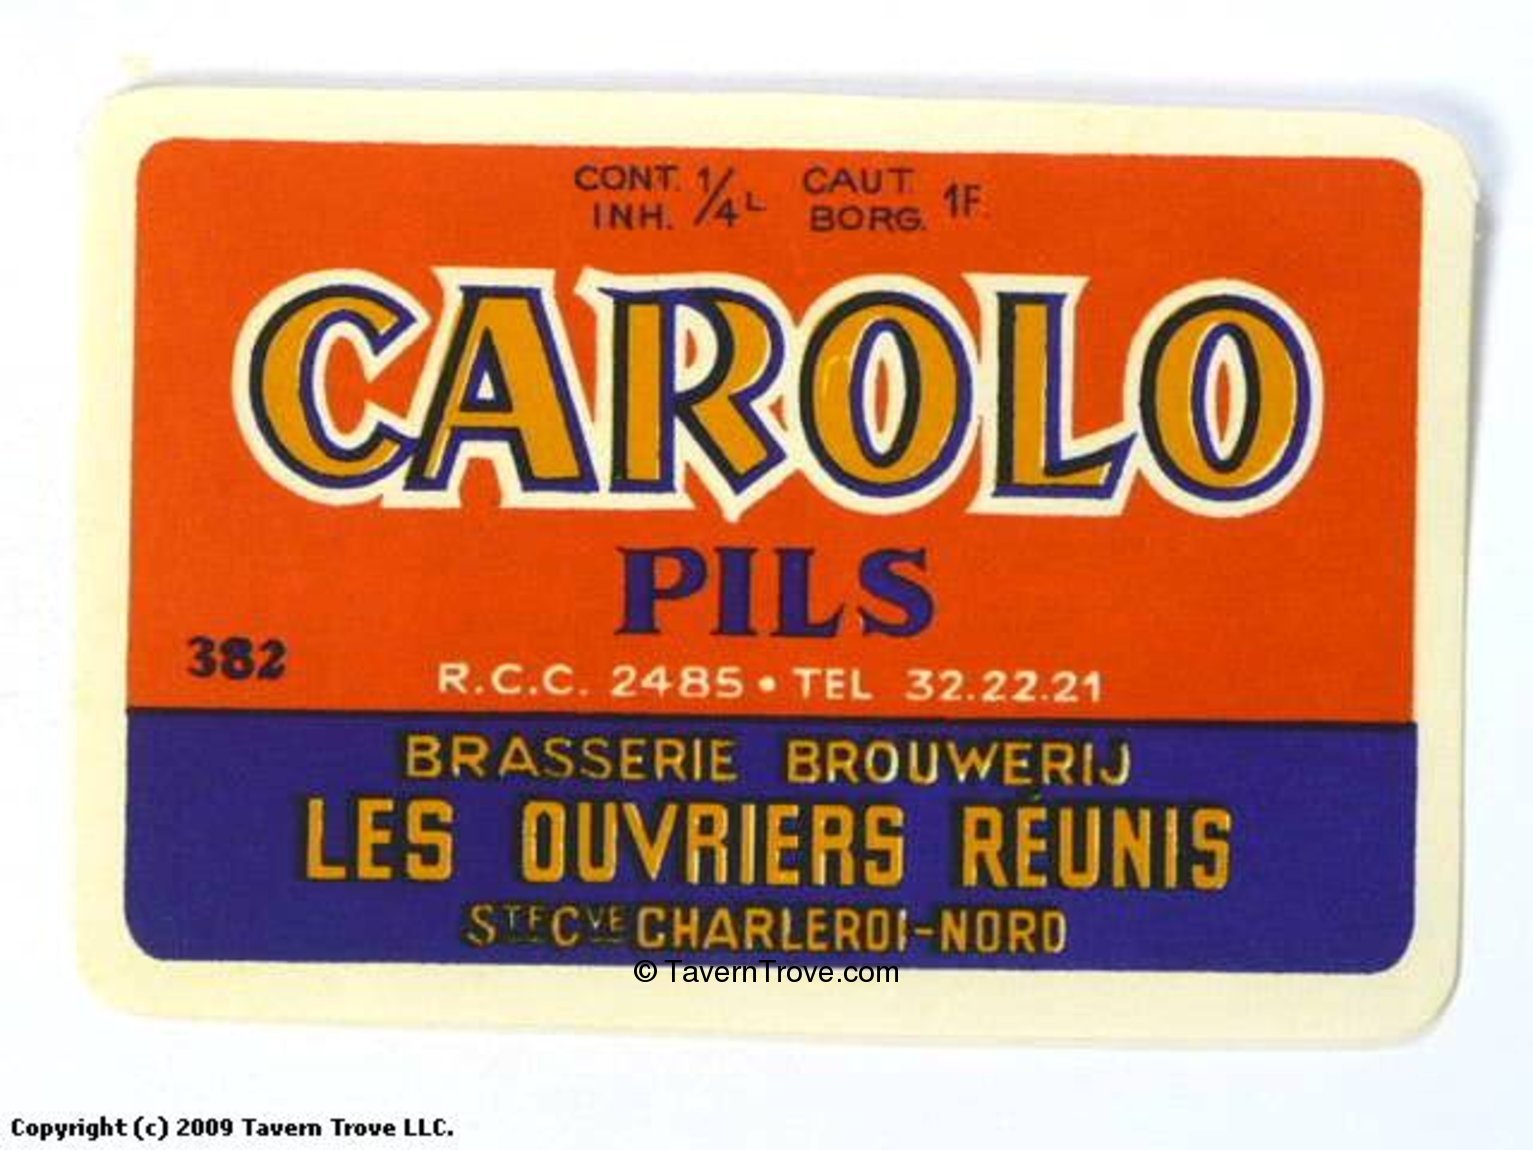 CONT. 1/4 L CAUT. 1F.
INH. BORG.
CAROLO
PILS
382
R.C.C. 2485 • TEL 32.22.21
BRASSERIE BROUWERIJ
LES OUVRIERS RÉUNIS
STE CVE CHARLEROI-NORD
© TavernTrove.com
Copyright (c) 2009 Tavern Trove LLC.